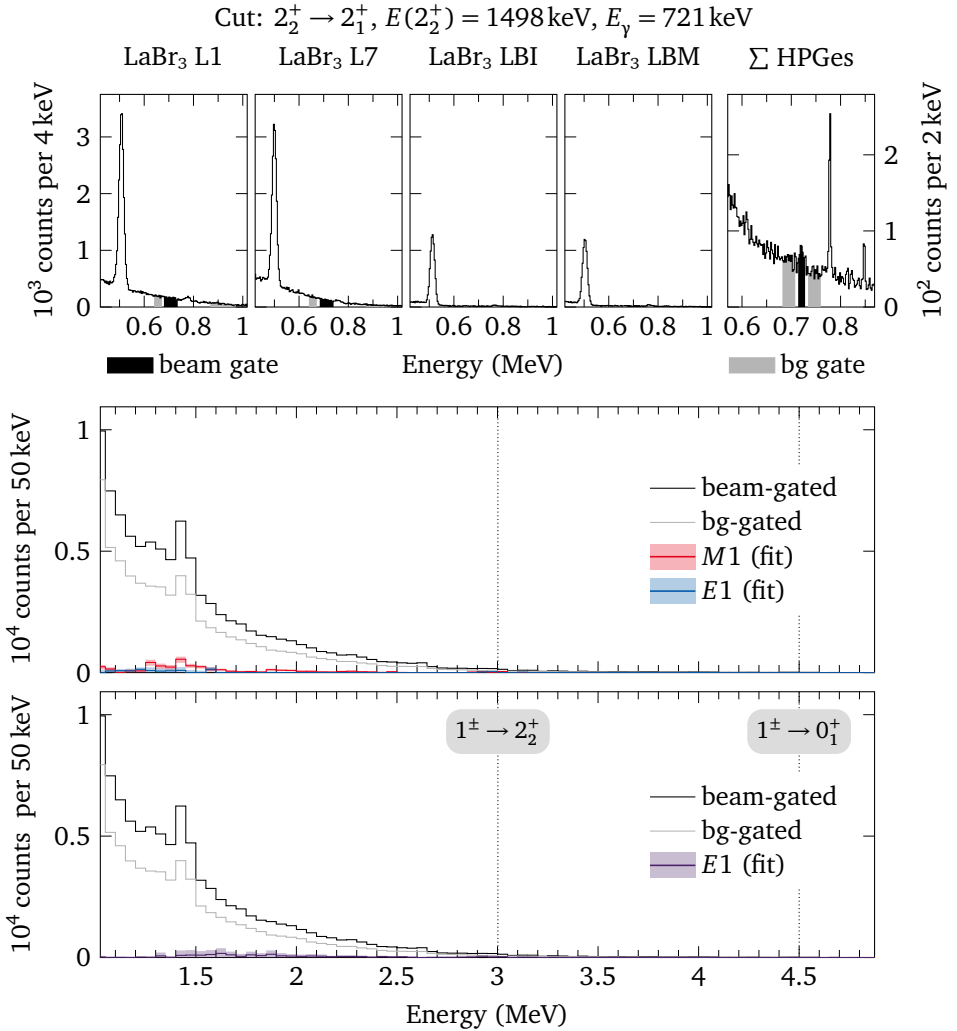 Cut: 2₂⁺ → 2₁⁺, E(2₂⁺) = 1498 keV, Eγ = 721 keV
LaBr₃ L1 LaBr₃ L7 LaBr₃ LBI LaBr₃ LBM ∑ HPGes
10³ counts per 4 keV
3
2
1
0
0.6 0.8 1
0.6 0.8 1
0.6 0.8 1
0.6 0.8 1
0.6 0.7 0.8
2
1
0
10² counts per 2 keV
beam gate Energy (MeV) bg gate
10⁴ counts per 50 keV
1
0.5
0
beam-gated
bg-gated
M1 (fit)
E1 (fit)
10⁴ counts per 50 keV
1
0.5
0
1± → 2₂⁺ 1± → 0₁⁺
beam-gated
bg-gated
E1 (fit)
1.5 2 2.5 3 3.5 4 4.5
Energy (MeV)